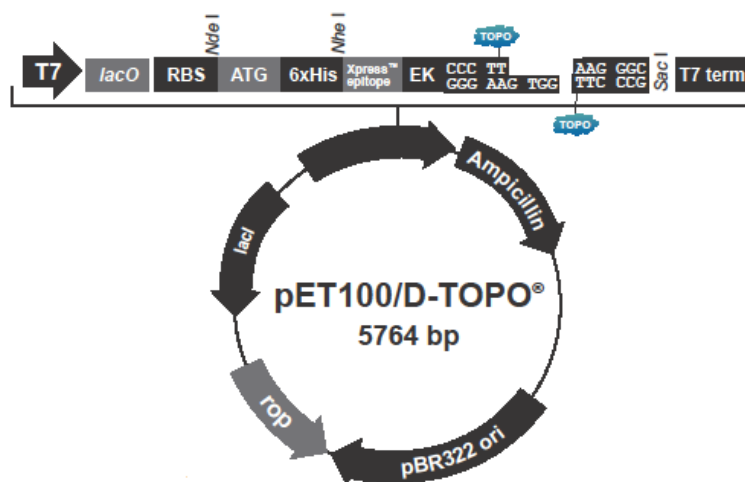 Nde I
Nhe I
TOPO
T7
lacO
RBS
ATG
6xHis
Xpress™
epitope
EK
CCC TT
GGG AAG TGG
AAG GGC
TTC CCG
Sac I
T7 term
TOPO
Ampicillin
lacI
pET100/D-TOPO®
5764 bp
rop
pBR322 ori